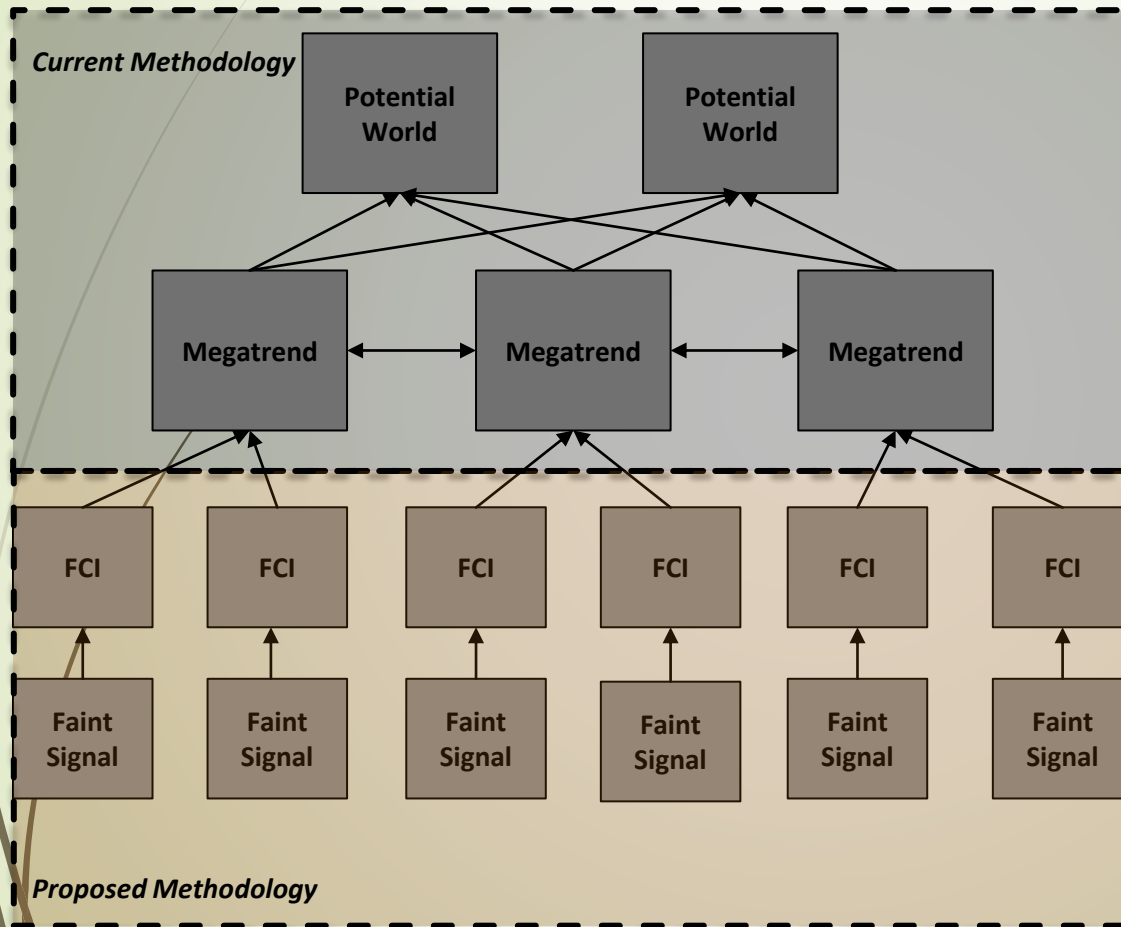 Current Methodology
Potential
World
Potential
World
Megatrend
Megatrend
Megatrend
FCI
FCI
FCI
FCI
FCI
FCI
Faint
Signal
Faint
Signal
Faint
Signal
Faint
Signal
Faint
Signal
Faint
Signal
Proposed Methodology